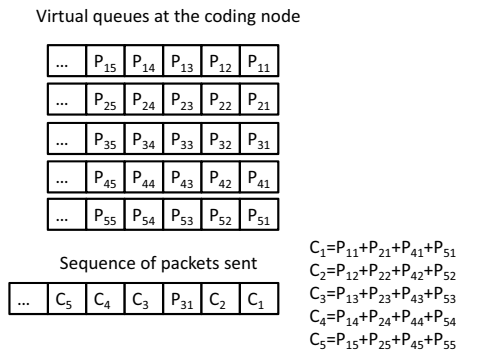 Virtual queues at the coding node
... P15 P14 P13 P12 P11
... P25 P24 P23 P22 P21
... P35 P34 P33 P32 P31
... P45 P44 P43 P42 P41
... P55 P54 P53 P52 P51
Sequence of packets sent
... C5 C4 C3 P31 C2 C1
C1=P11+P21+P41+P51
C2=P12+P22+P42+P52
C3=P13+P23+P43+P53
C4=P14+P24+P44+P54
C5=P15+P25+P45+P55